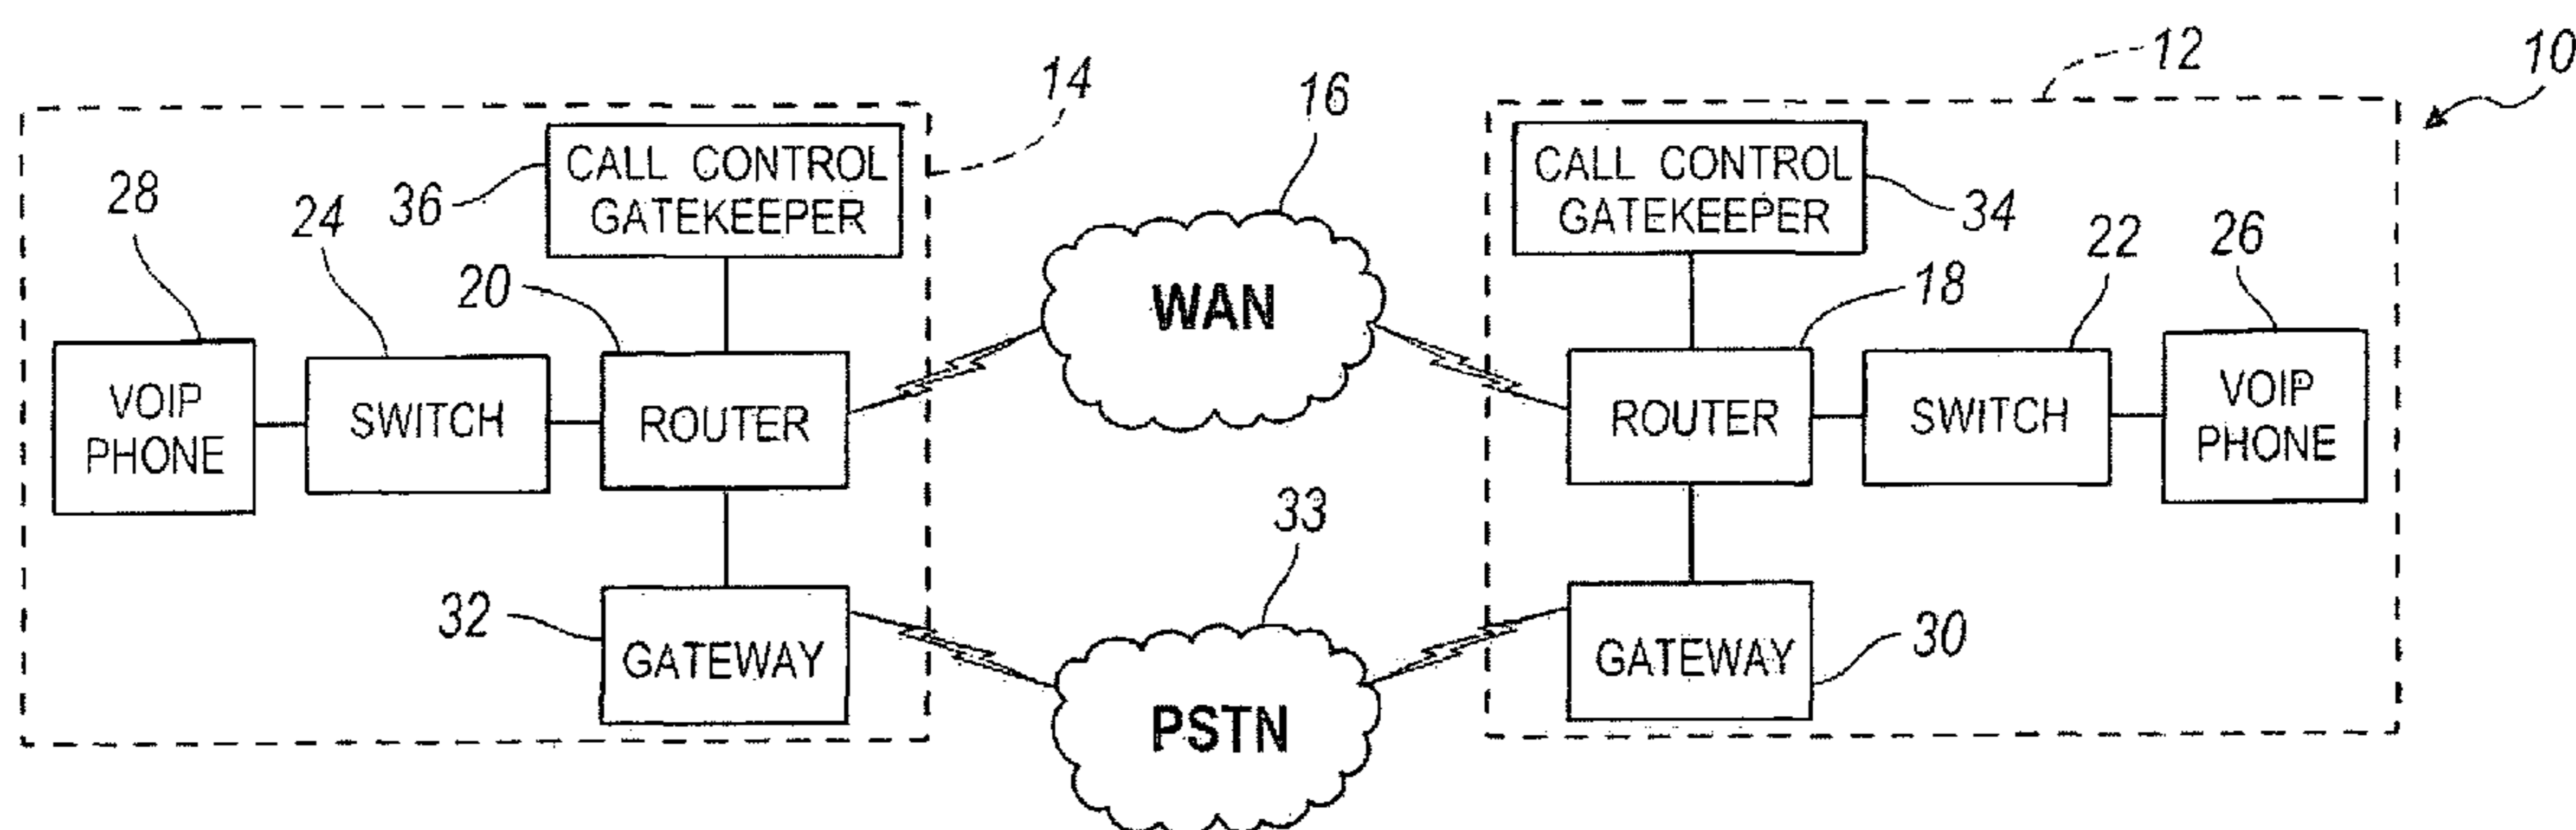 10
12
14
16
CALL CONTROL
GATEKEEPER
36
28
24
20
VOIP
PHONE
SWITCH
ROUTER
32
GATEWAY
WAN
33
PSTN
CALL CONTROL
GATEKEEPER
34
18
22
26
ROUTER
SWITCH
VOIP
PHONE
GATEWAY
30